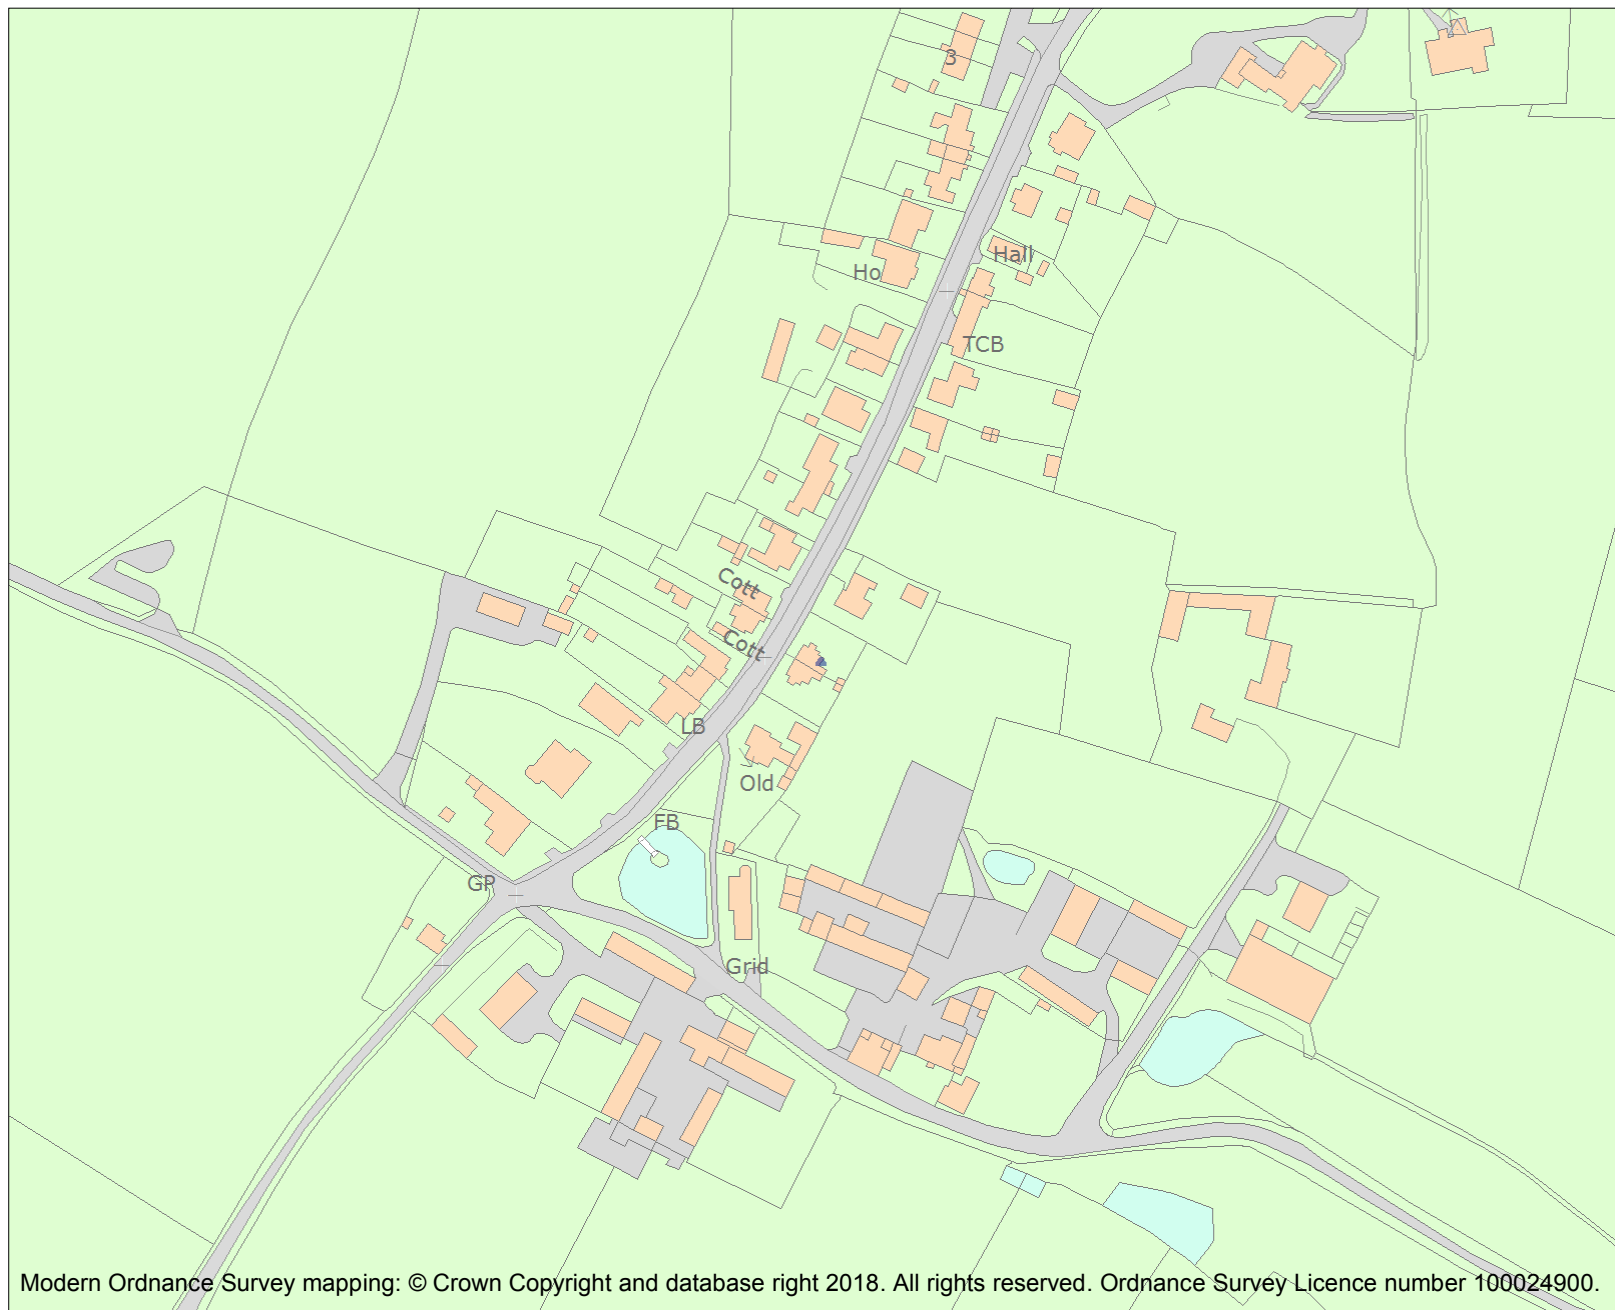 3
Hall
Ho
TCB
Cott
Cott
LB
Old
FB
GP
Grid
Modern Ordnance Survey mapping: © Crown Copyright and database right 2018. All rights reserved. Ordnance Survey Licence number 100024900.